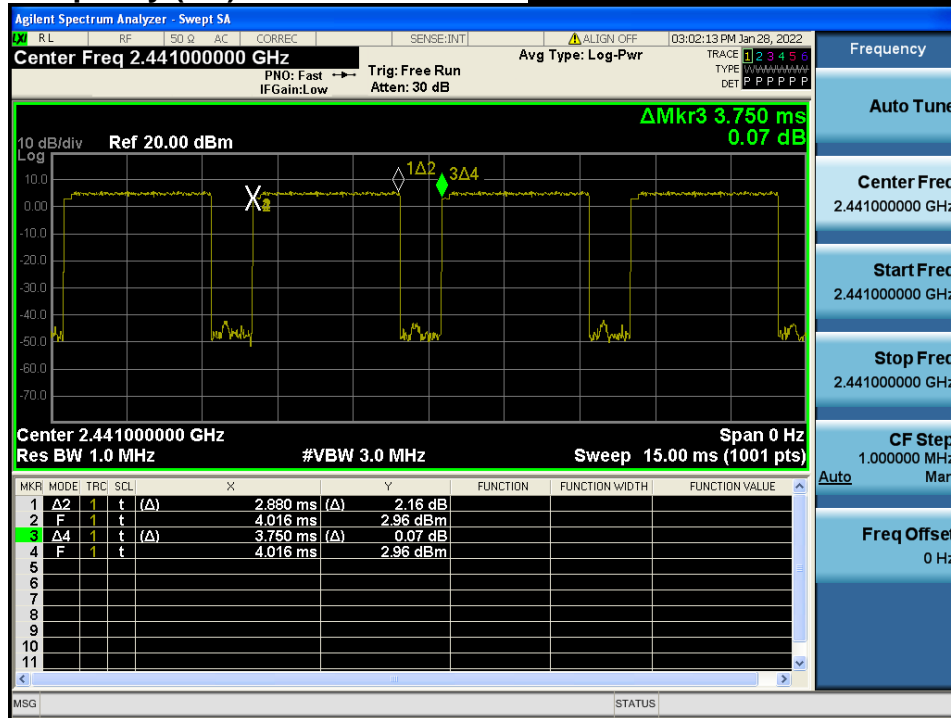 Agilent Spectrum Analyzer - Swept SA
LXI RL RF 50 Ω AC CORREC SENSE:INT ALIGN OFF 03:02:13 PM Jan 28, 2022
Center Freq 2.441000000 GHz Avg Type: Log-Pwr TRACE 1 2 3 4 5 6
PNO: Fast Trig: Free Run TYPE
IFGain:Low Atten: 30 dB DET P P P P P P
Frequency
Auto Tune
ΔMkr3 3.750 ms
0.07 dB
10 dB/div Ref 20.00 dBm
Log
1Δ2
3Δ4
10.0
0.00
-10.0
-20.0
-30.0
-40.0
-50.0
-60.0
-70.0
Center Freq
2.441000000 GHz
Start Freq
2.441000000 GHz
Stop Freq
2.441000000 GHz
CF Step
1.000000 MHz
Auto Man
Freq Offset
0 Hz
Center 2.441000000 GHz Span 0 Hz
Res BW 1.0 MHz #VBW 3.0 MHz Sweep 15.00 ms (1001 pts)
MKR MODE TRC SCL X Y FUNCTION FUNCTION WIDTH FUNCTION VALUE
1 Δ2 1 t (Δ) 2.880 ms (Δ) 2.16 dB
2 F 1 t 4.016 ms 2.96 dBm
3 Δ4 1 t (Δ) 3.750 ms (Δ) 0.07 dB
4 F 1 t 4.016 ms 2.96 dBm
5
6
7
8
9
10
11
MSG STATUS